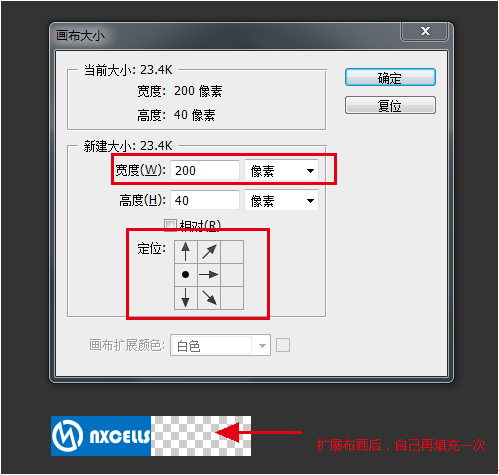 画布大小
当前大小: 23.4K
宽度: 200 像素
高度: 40 像素
新建大小: 23.4K
宽度(W): 200 像素
高度(H): 40 像素
相对(R)
定位:
画布扩展颜色: 白色
确定
复位
NXCELLS
扩展布画后，自己再填充一次